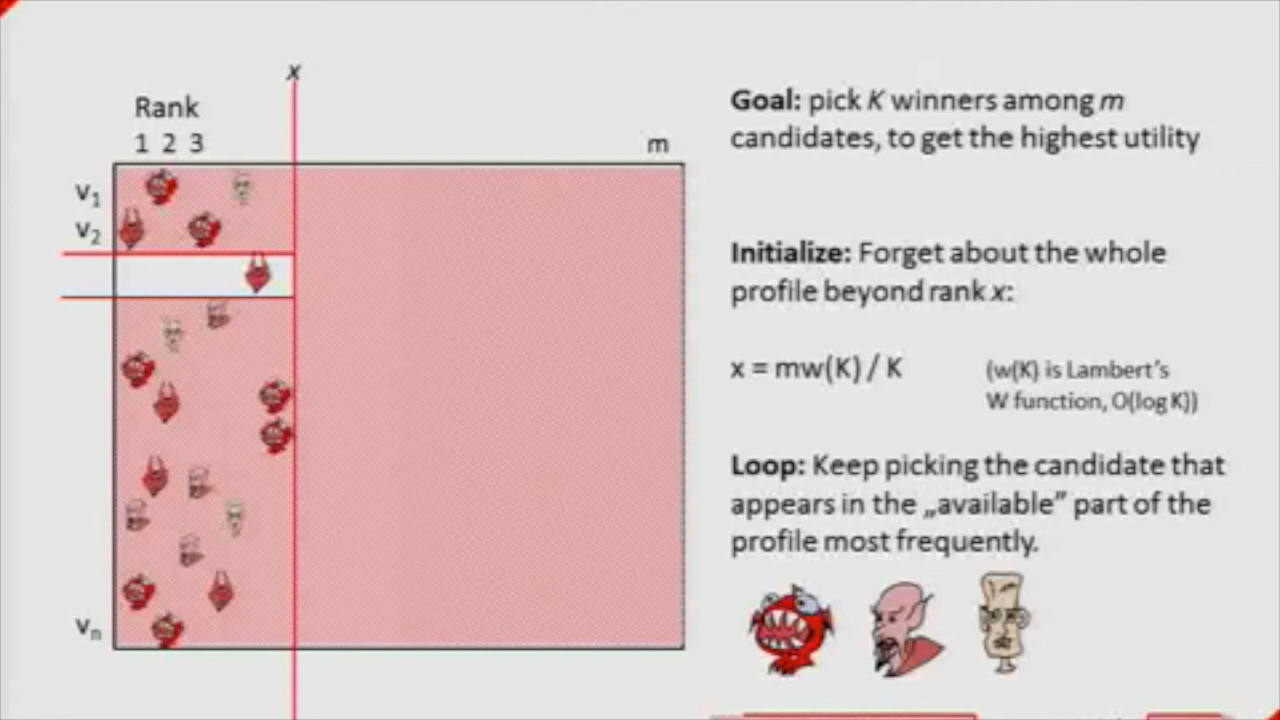 x
Rank
1 2 3
m
v1
v2
vn
Goal: pick K winners among m
candidates, to get the highest utility
Initialize: Forget about the whole
profile beyond rank x:
x = mw(K) / K
(w(K) is Lambert's
W function, O(log K))
Loop: Keep picking the candidate that
appears in the „available” part of the
profile most frequently.